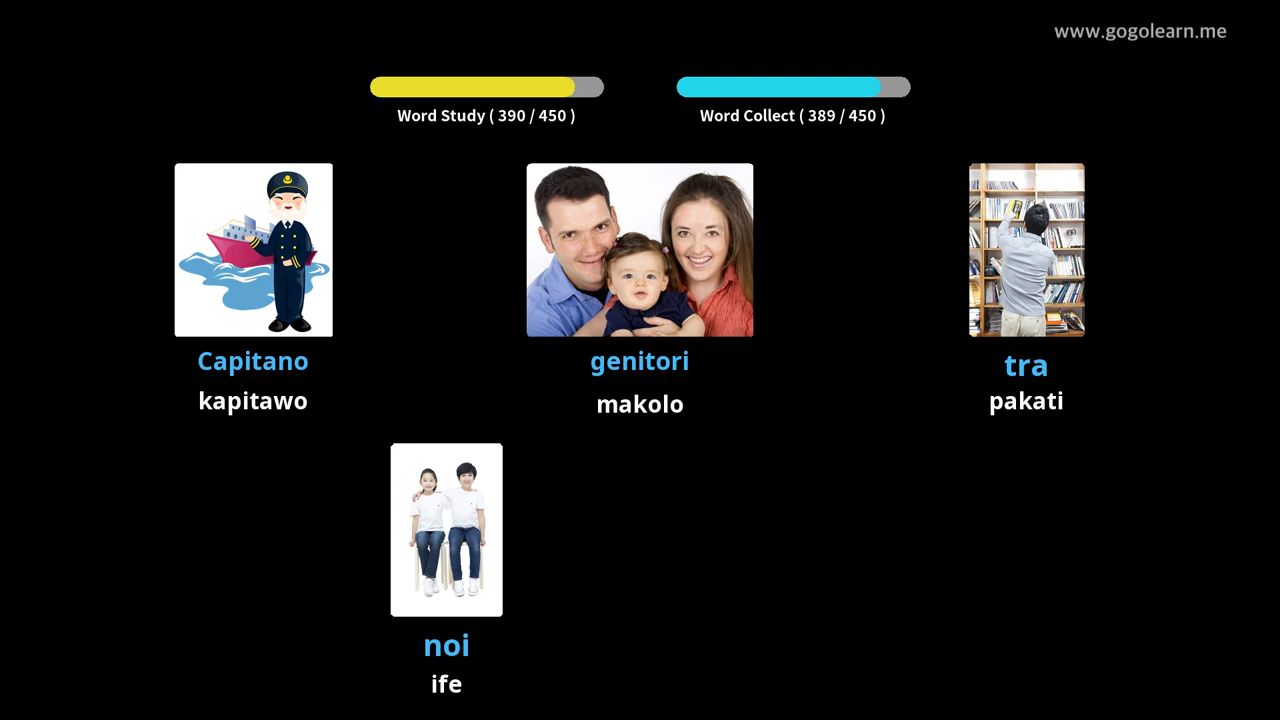 www.gogolearn.me
Word Study ( 390 / 450 )
Word Collect ( 389 / 450 )
Capitano
kapitawo
genitori
makolo
tra
pakati
noi
ife